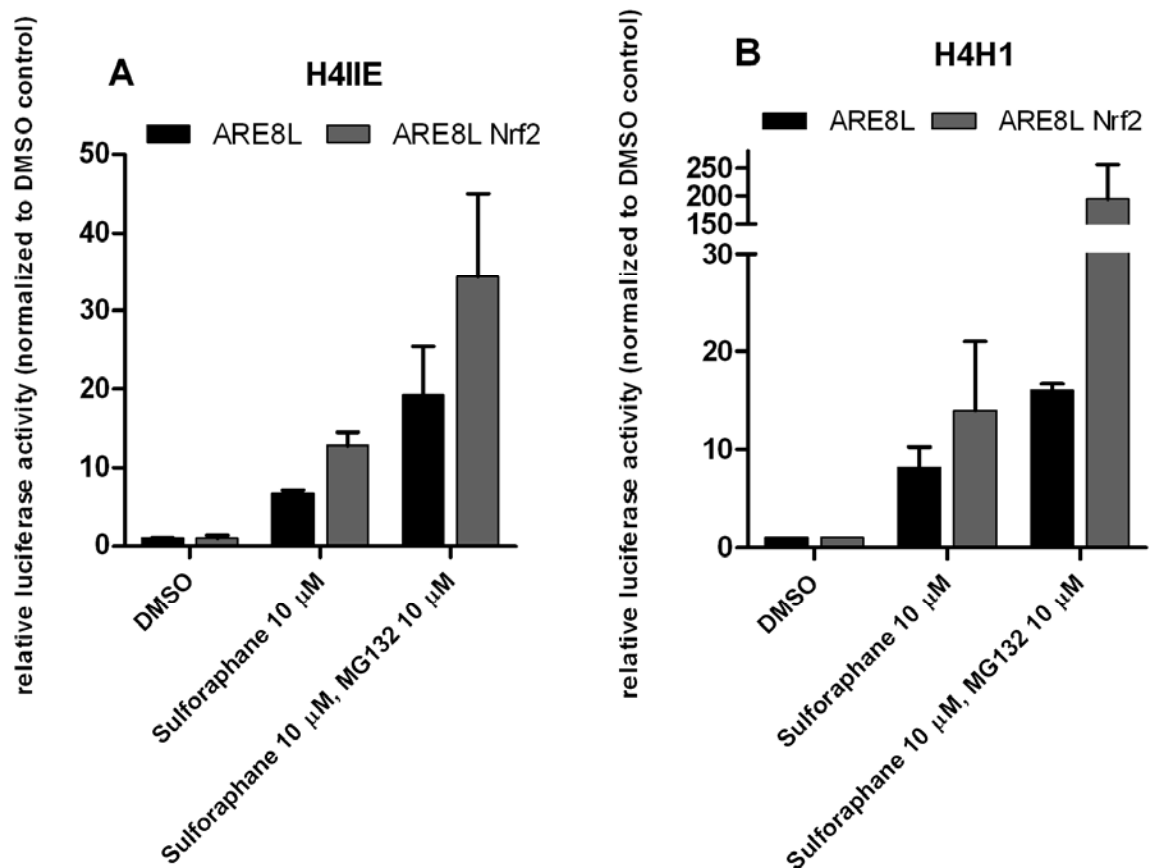 A
H4IIE
ARE8L
ARE8L Nrf2
relative luciferase activity (normalized to DMSO control)
50
40
30
20
10
0
DMSO
Sulforaphane 10 μM
Sulforaphane 10 μM, MG132 10 μM
B
H4H1
ARE8L
ARE8L Nrf2
relative luciferase activity (normalized to DMSO control)
250
200
150
30
20
10
0
DMSO
Sulforaphane 10 μM
Sulforaphane 10 μM, MG132 10 μM